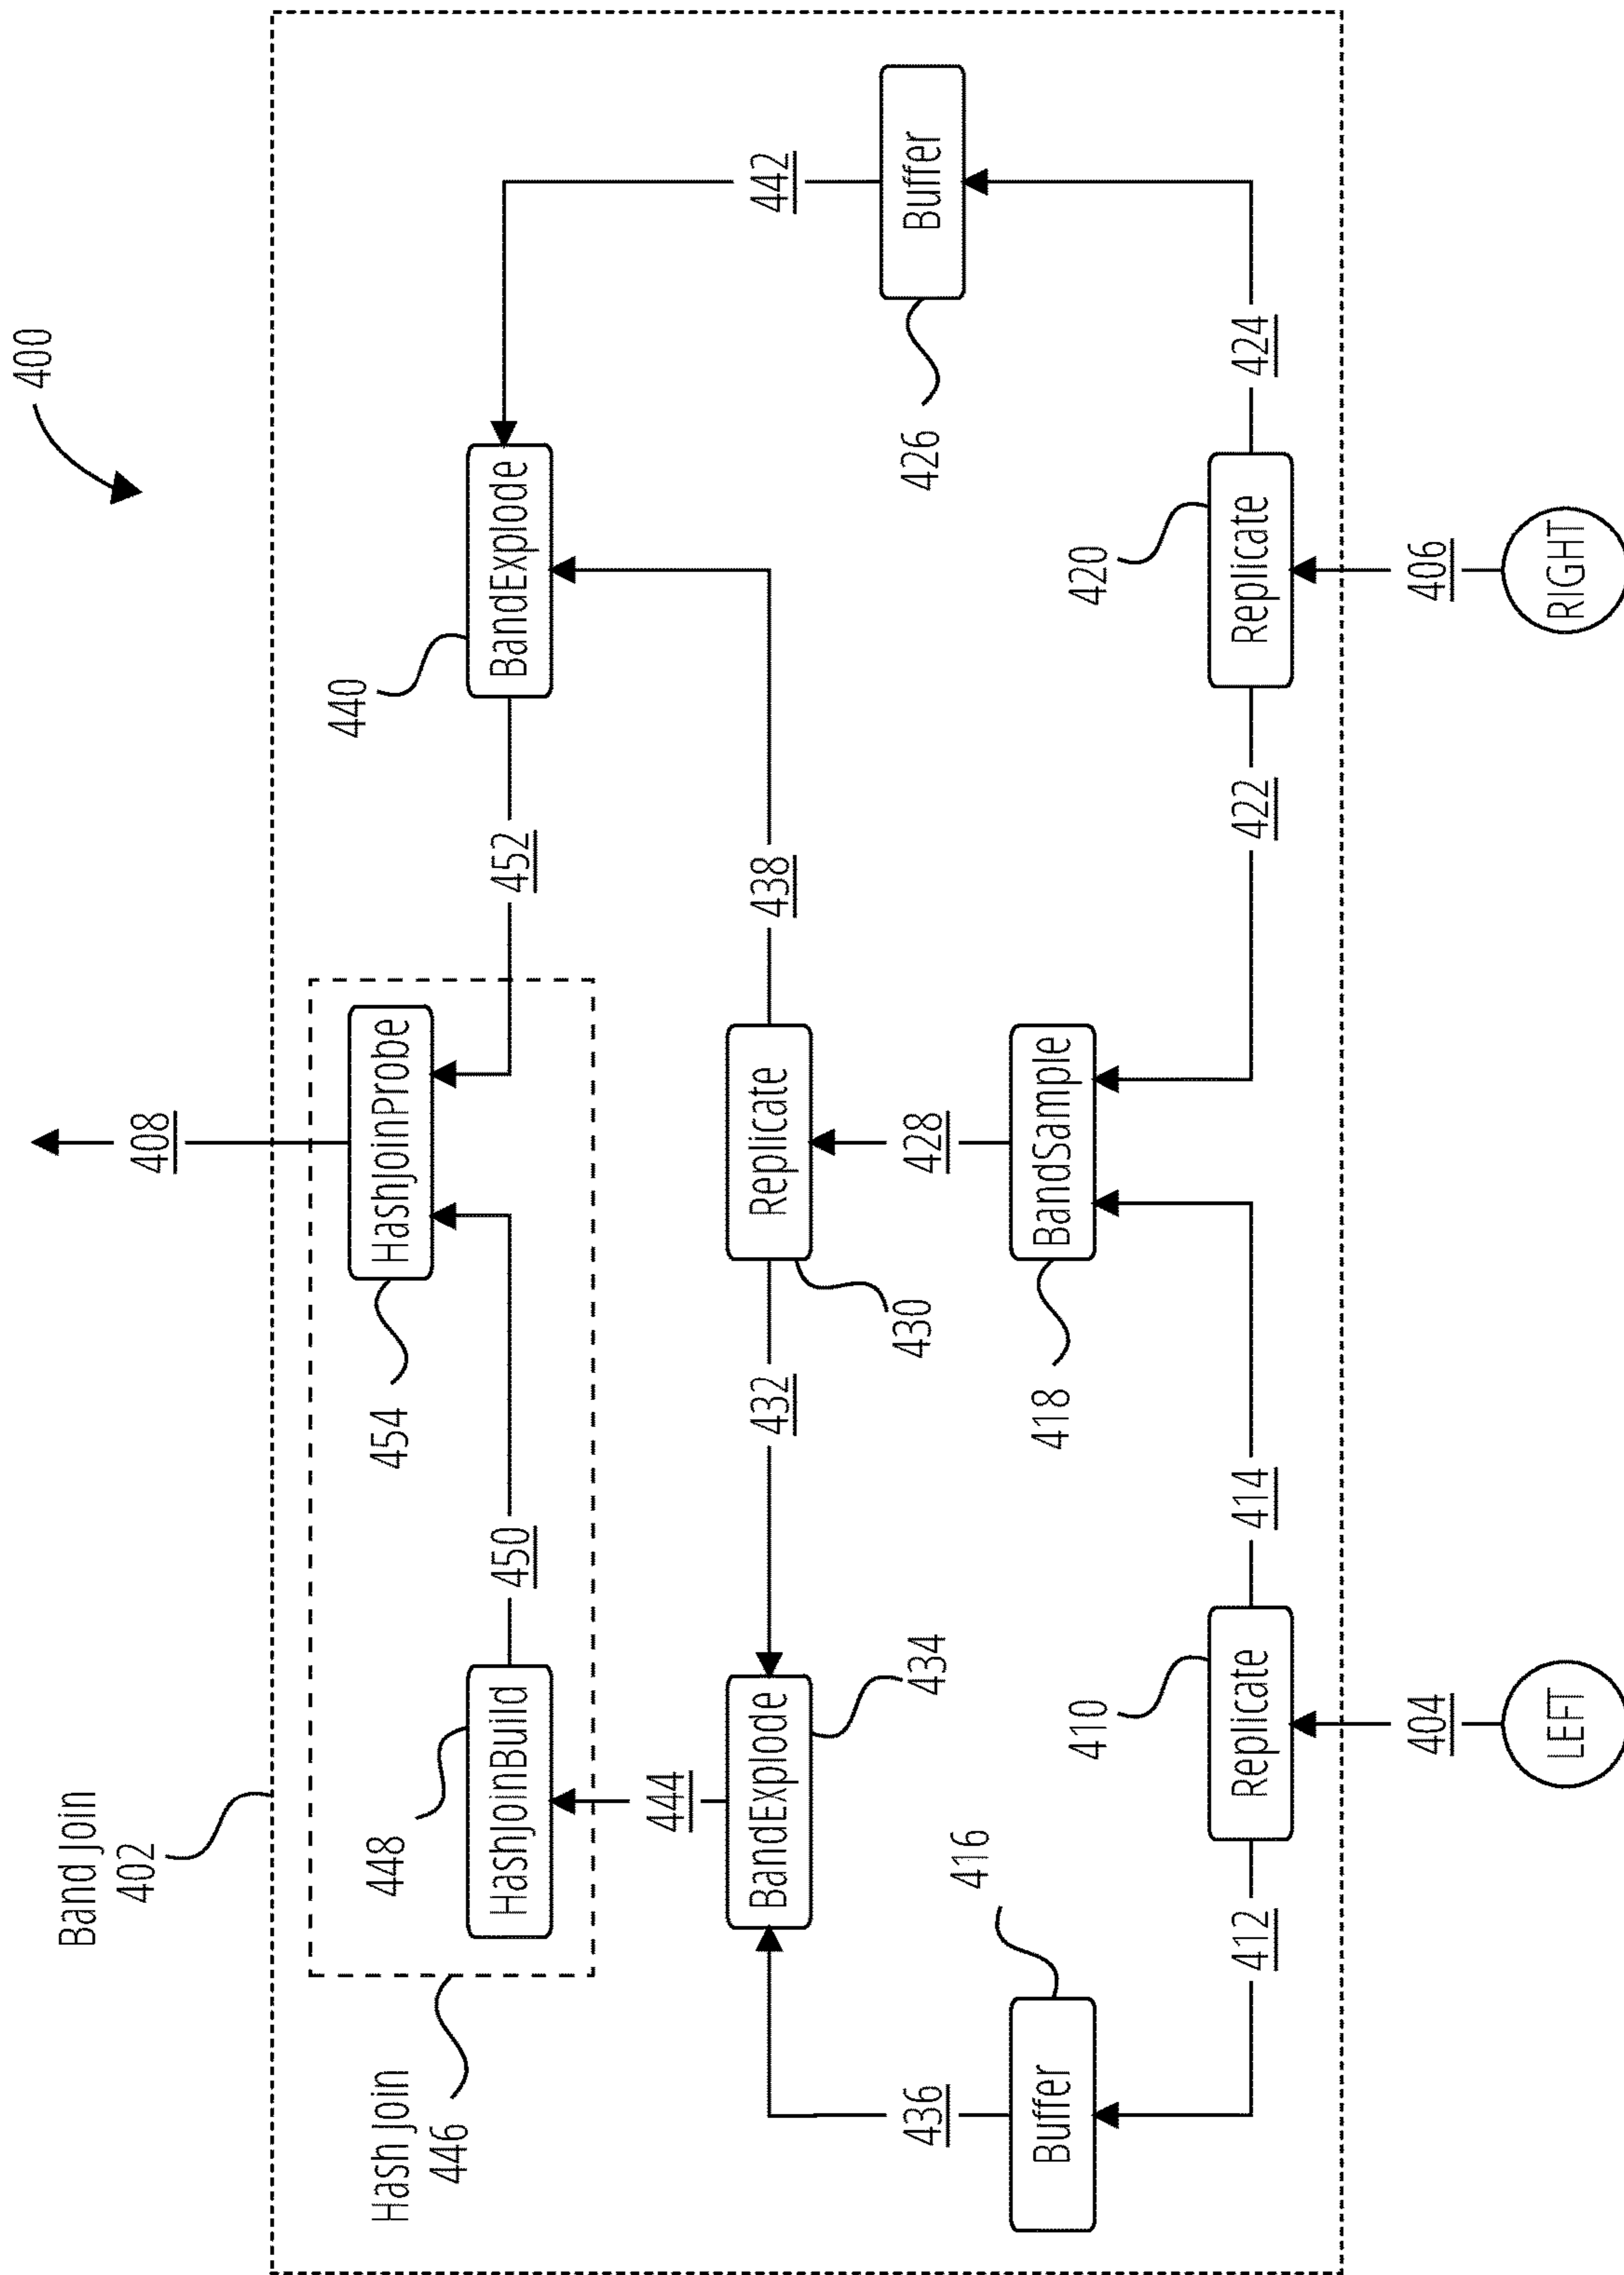 400
Band Join
402
408
Hash Join
446
454
HashJoinProbe
448
HashJoinBuild
450
452
440
BandExplode
444
442
BandExplode
434
432
Replicate
430
438
436
428
Buffer
426
Buffer
416
418
BandSample
410
Replicate
412
414
422
420
Replicate
424
404
406
LEFT
RIGHT